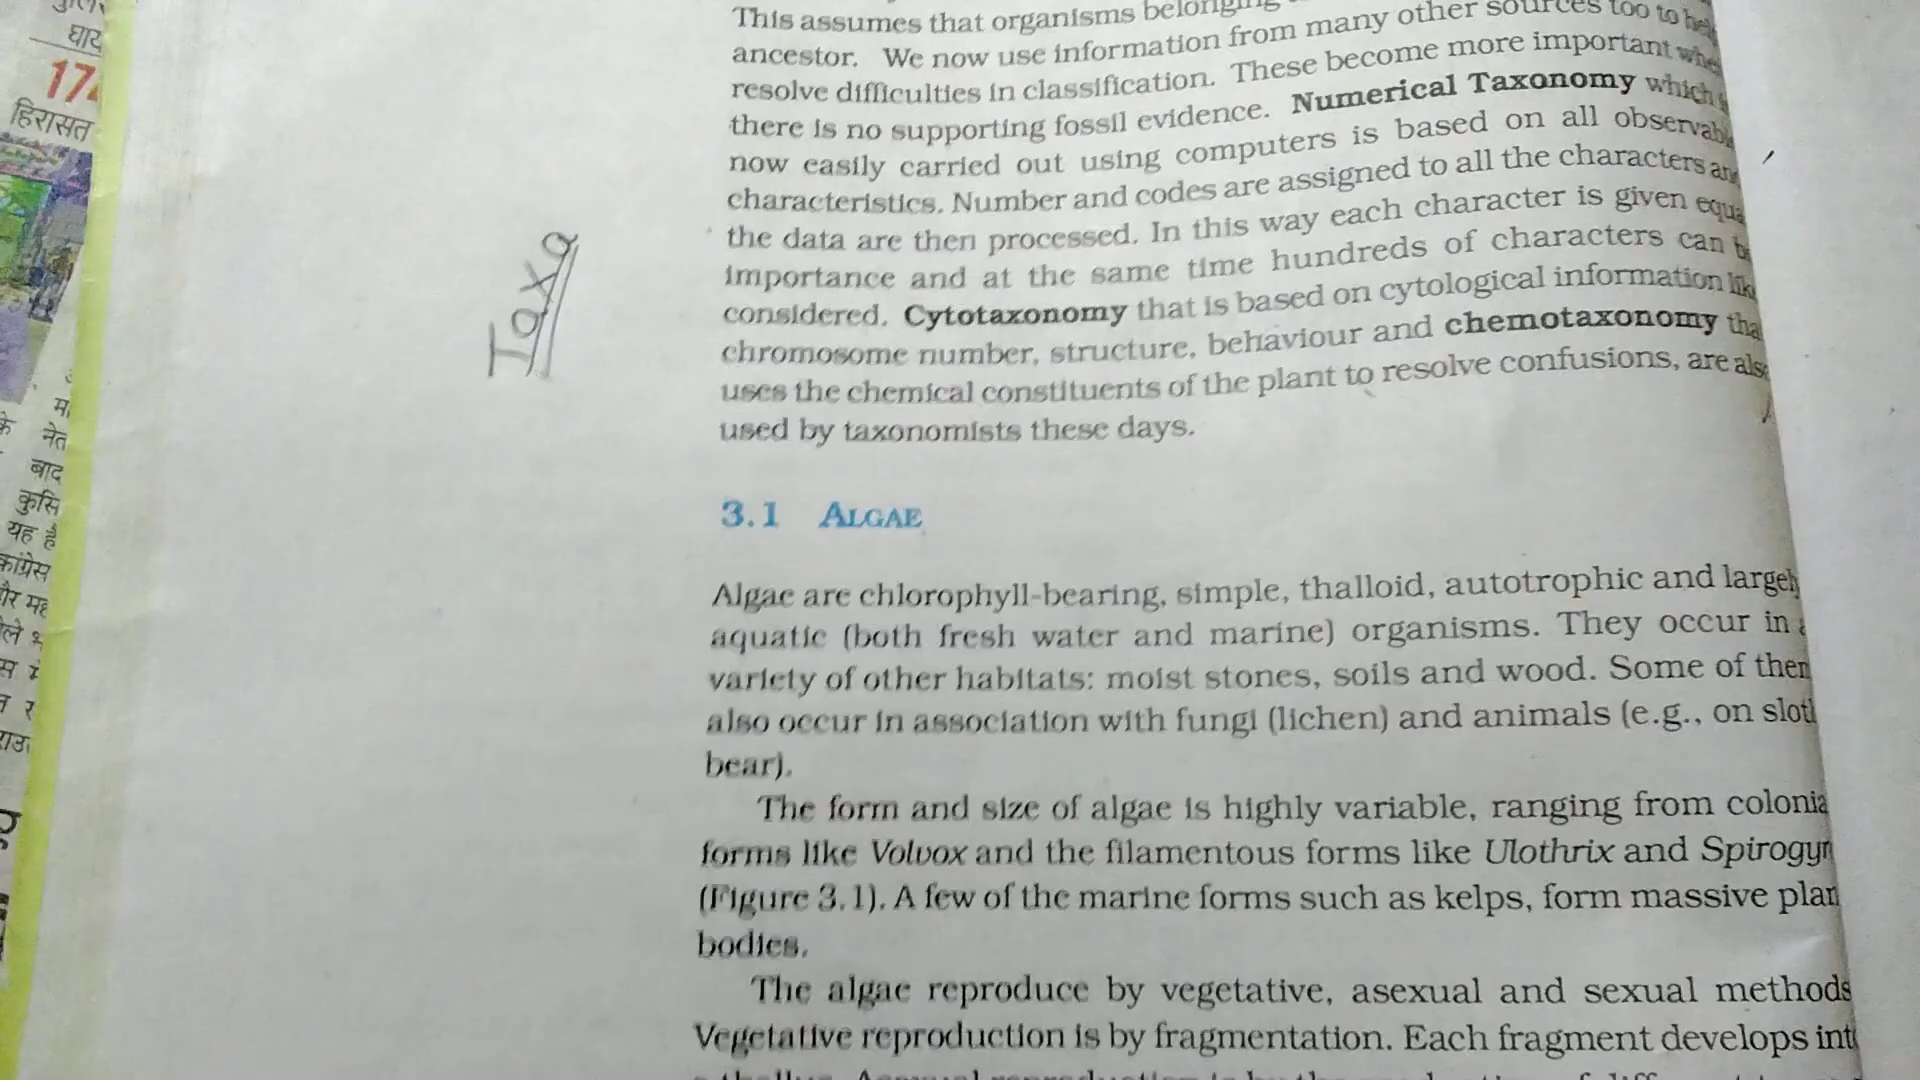 घाय
हिरासत
नेत
बाद
कुर्सि
यह है
कांग्रेस
Taxa
This assumes that organisms belonging
ancestor. We now use information from many other sources too to
resolve difficulties in classification. These become more important
there is no supporting fossil evidence. Numerical Taxonomy which
now easily carried out using computers is based on all observab
characteristics. Number and codes are assigned to all the characters an
the data are then processed. In this way each character is given equa
importance and at the same time hundreds of characters can b
considered. Cytotaxonomy that is based on cytological information lik
chromosome number, structure, behaviour and chemotaxonomy tha
uses the chemical constituents of the plant to resolve confusions, are als
used by taxonomists these days.
3.1 ALGAE
Algae are chlorophyll-bearing, simple, thalloid, autotrophic and largely
aquatic (both fresh water and marine) organisms. They occur in a
variety of other habitats: moist stones, soils and wood. Some of them
also occur in association with fungi (lichen) and animals (e.g., on slot
bear).
The form and size of algae is highly variable, ranging from colonia
forms like Volvox and the filamentous forms like Ulothrix and Spirogyr
(Figure 3.1). A few of the marine forms such as kelps, form massive plan
bodies.
The algae reproduce by vegetative, asexual and sexual methods
Vegetative reproduction is by fragmentation. Each fragment develops int